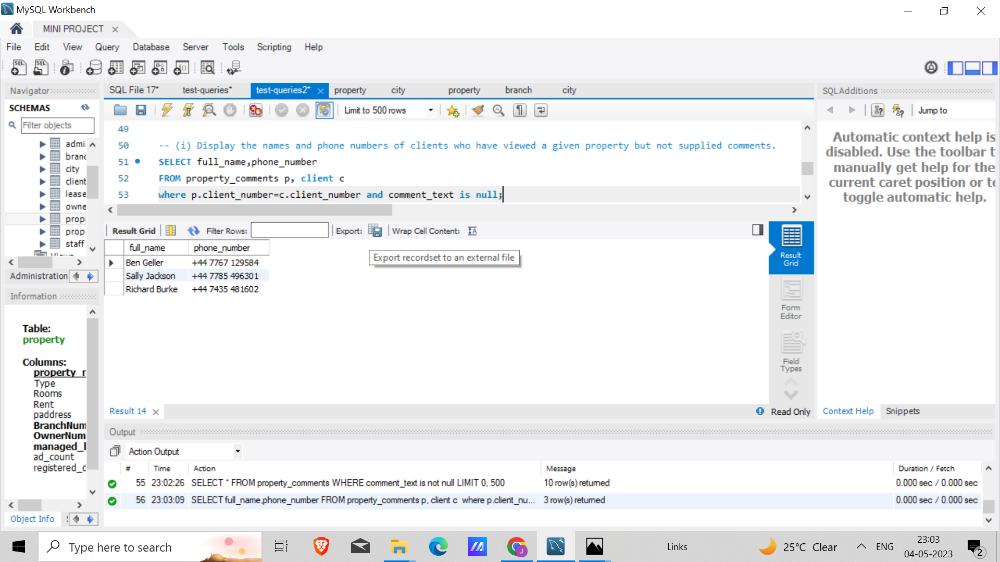 MySQL Workbench
MINI PROJECT
File Edit View Query Database Server Tools Scripting Help
Navigator
SCHEMAS
Filter objects
admi
branc
city
client
lease
owne
prop
prop
staff
Administration
Information
Table:
property
Columns:
property_r
Type
Rooms
Rent
paddress
BranchNum
OwnerNum
managed_l
ad_count
registered_d
Object Info
SQL File 17* test-queries* test-queries2* property city property branch city
Limit to 500 rows
49
50 -- (i) Display the names and phone numbers of clients who have viewed a given property but not supplied comments.
51 SELECT full_name,phone_number
52 FROM property_comments p, client c
53 where p.client_number=c.client_number and comment_text is null;
Result Grid Filter Rows: Export: Wrap Cell Content:
full_name phone_number
Ben Geller +44 7767 129584
Sally Jackson +44 7785 496301
Richard Burke +44 7435 481602
Export recordset to an external file
Result
Grid
Form
Editor
Field
Types
Result 14
Read Only
SQLAdditions
Jump to
Automatic context help is
disabled. Use the toolbar t
manually get help for the
current caret position or to
toggle automatic help.
Context Help Snippets
Output
Action Output
# Time Action Message Duration / Fetch
55 23:02:26 SELECT * FROM property_comments WHERE comment_text is not null LIMIT 0, 500 10 row(s) returned 0.000 sec / 0.000 sec
56 23:03:09 SELECT full_name,phone_number FROM property_comments p, client c where p.client_nu... 3 row(s) returned 0.000 sec / 0.000 sec
Type here to search
Links
25°C Clear
ENG
23:03
04-05-2023
2